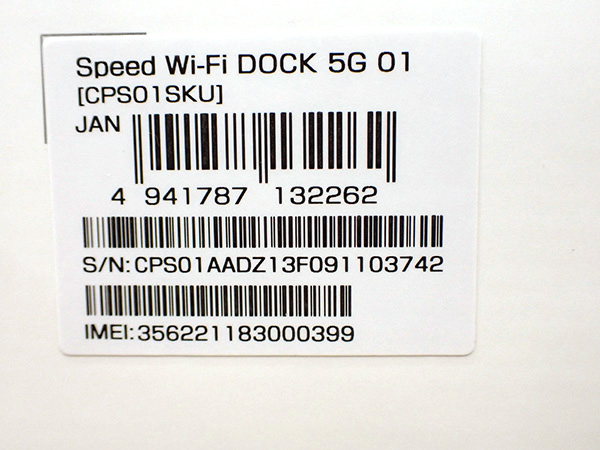 Speed Wi-Fi DOCK 5G 01
[CPS01SKU]
JAN
4 941787 132262
S/N: CPS01AADZ13F091103742
IMEI: 356221183000399